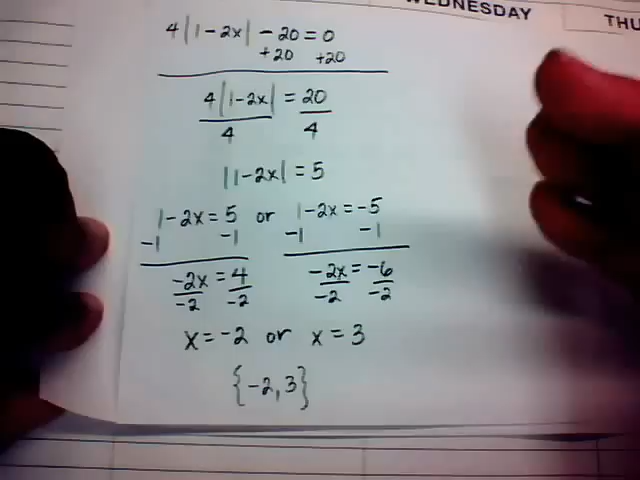 WEDNESDAY
THU
4|1-2x| - 20 = 0
+20 +20
4|1-2x| = 20
4 4
|1-2x| = 5
1-2x = 5 or 1-2x = -5
-1 -1 -1 -1
-2x = 4 -2x = -6
-2 -2 -2 -2
x = -2 or x = 3
{-2, 3}